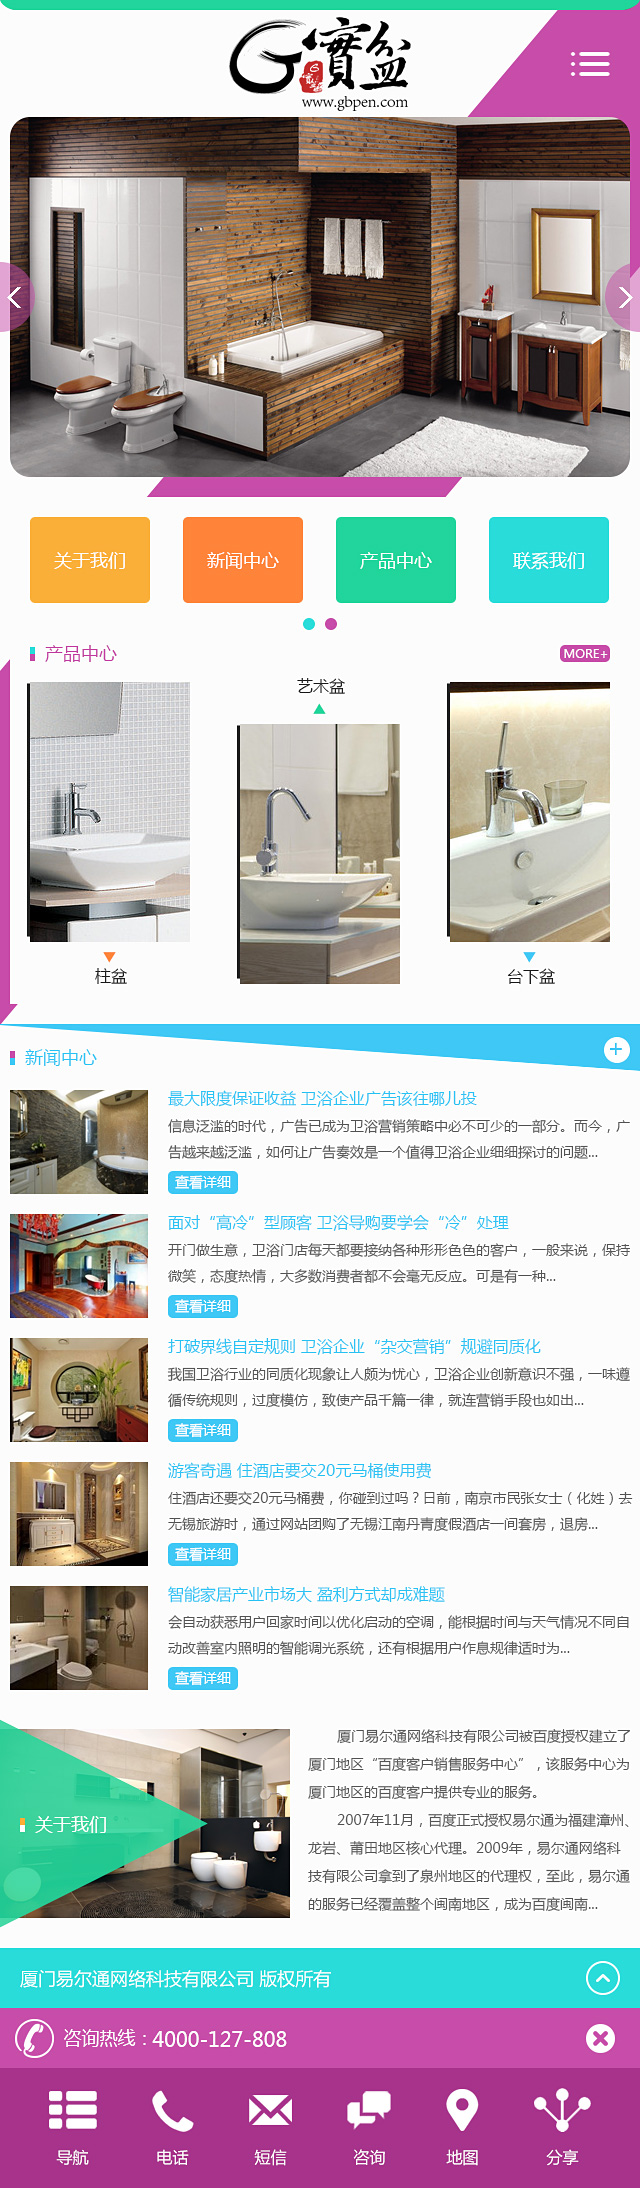 G寳盆
www.gbpen.com
关于我们
新闻中心
产品中心
联系我们
产品中心
MORE+
艺术盆
柱盆
台下盆
新闻中心
最大限度保证收益 卫浴企业广告该往哪儿投
信息泛滥的时代，广告已成为卫浴营销策略中必不可少的一部分。而今，广
告越来越泛滥，如何让广告奏效是一个值得卫浴企业细细探讨的问题...
查看详细
面对“高冷”型顾客 卫浴导购要学会“冷”处理
开门做生意，卫浴门店每天都要接纳各种形形色色的客户，一般来说，保持
微笑，态度热情，大多数消费者都不会毫无反应。可是有一种...
查看详细
打破界线自定规则 卫浴企业“杂交营销”规避同质化
我国卫浴行业的同质化现象让人颇为忧心，卫浴企业创新意识不强，一味遵
循传统规则，过度模仿，致使产品千篇一律，就连营销手段也如出...
查看详细
游客奇遇 住酒店要交20元马桶使用费
住酒店还要交20元马桶费，你碰到过吗？日前，南京市民张女士（化姓）去
无锡旅游时，通过网站团购了无锡江南丹青度假酒店一间套房，退房...
查看详细
智能家居产业市场大 盈利方式却成难题
会自动获悉用户回家时间以优化启动的空调，能根据时间与天气情况不同自
动改善室内照明的智能调光系统，还有根据用户作息规律适时为...
查看详细
关于我们
厦门易尔通网络科技有限公司被百度授权建立了
厦门地区“百度客户销售服务中心”，该服务中心为
厦门地区的百度客户提供专业的服务。
2007年11月，百度正式授权易尔通为福建漳州、
龙岩、莆田地区核心代理。2009年，易尔通网络科
技有限公司拿到了泉州地区的代理权，至此，易尔通
的服务已经覆盖整个闽南地区，成为百度闽南...
厦门易尔通网络科技有限公司 版权所有
咨询热线：4000-127-808
导航
电话
短信
咨询
地图
分享